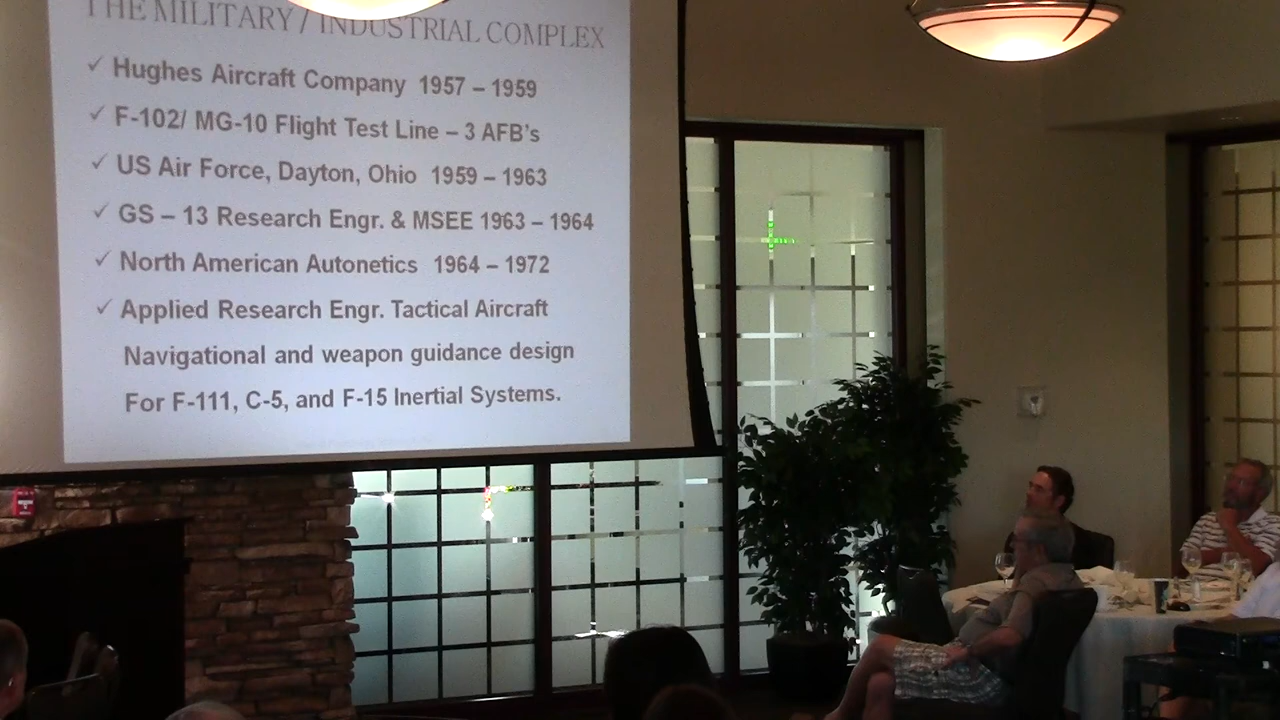 THE MILITARY / INDUSTRIAL COMPLEX
✓ Hughes Aircraft Company 1957 – 1959
✓ F-102/ MG-10 Flight Test Line – 3 AFB's
✓ US Air Force, Dayton, Ohio 1959 – 1963
✓ GS – 13 Research Engr. & MSEE 1963 – 1964
✓ North American Autonetics 1964 – 1972
✓ Applied Research Engr. Tactical Aircraft
Navigational and weapon guidance design
For F-111, C-5, and F-15 Inertial Systems.